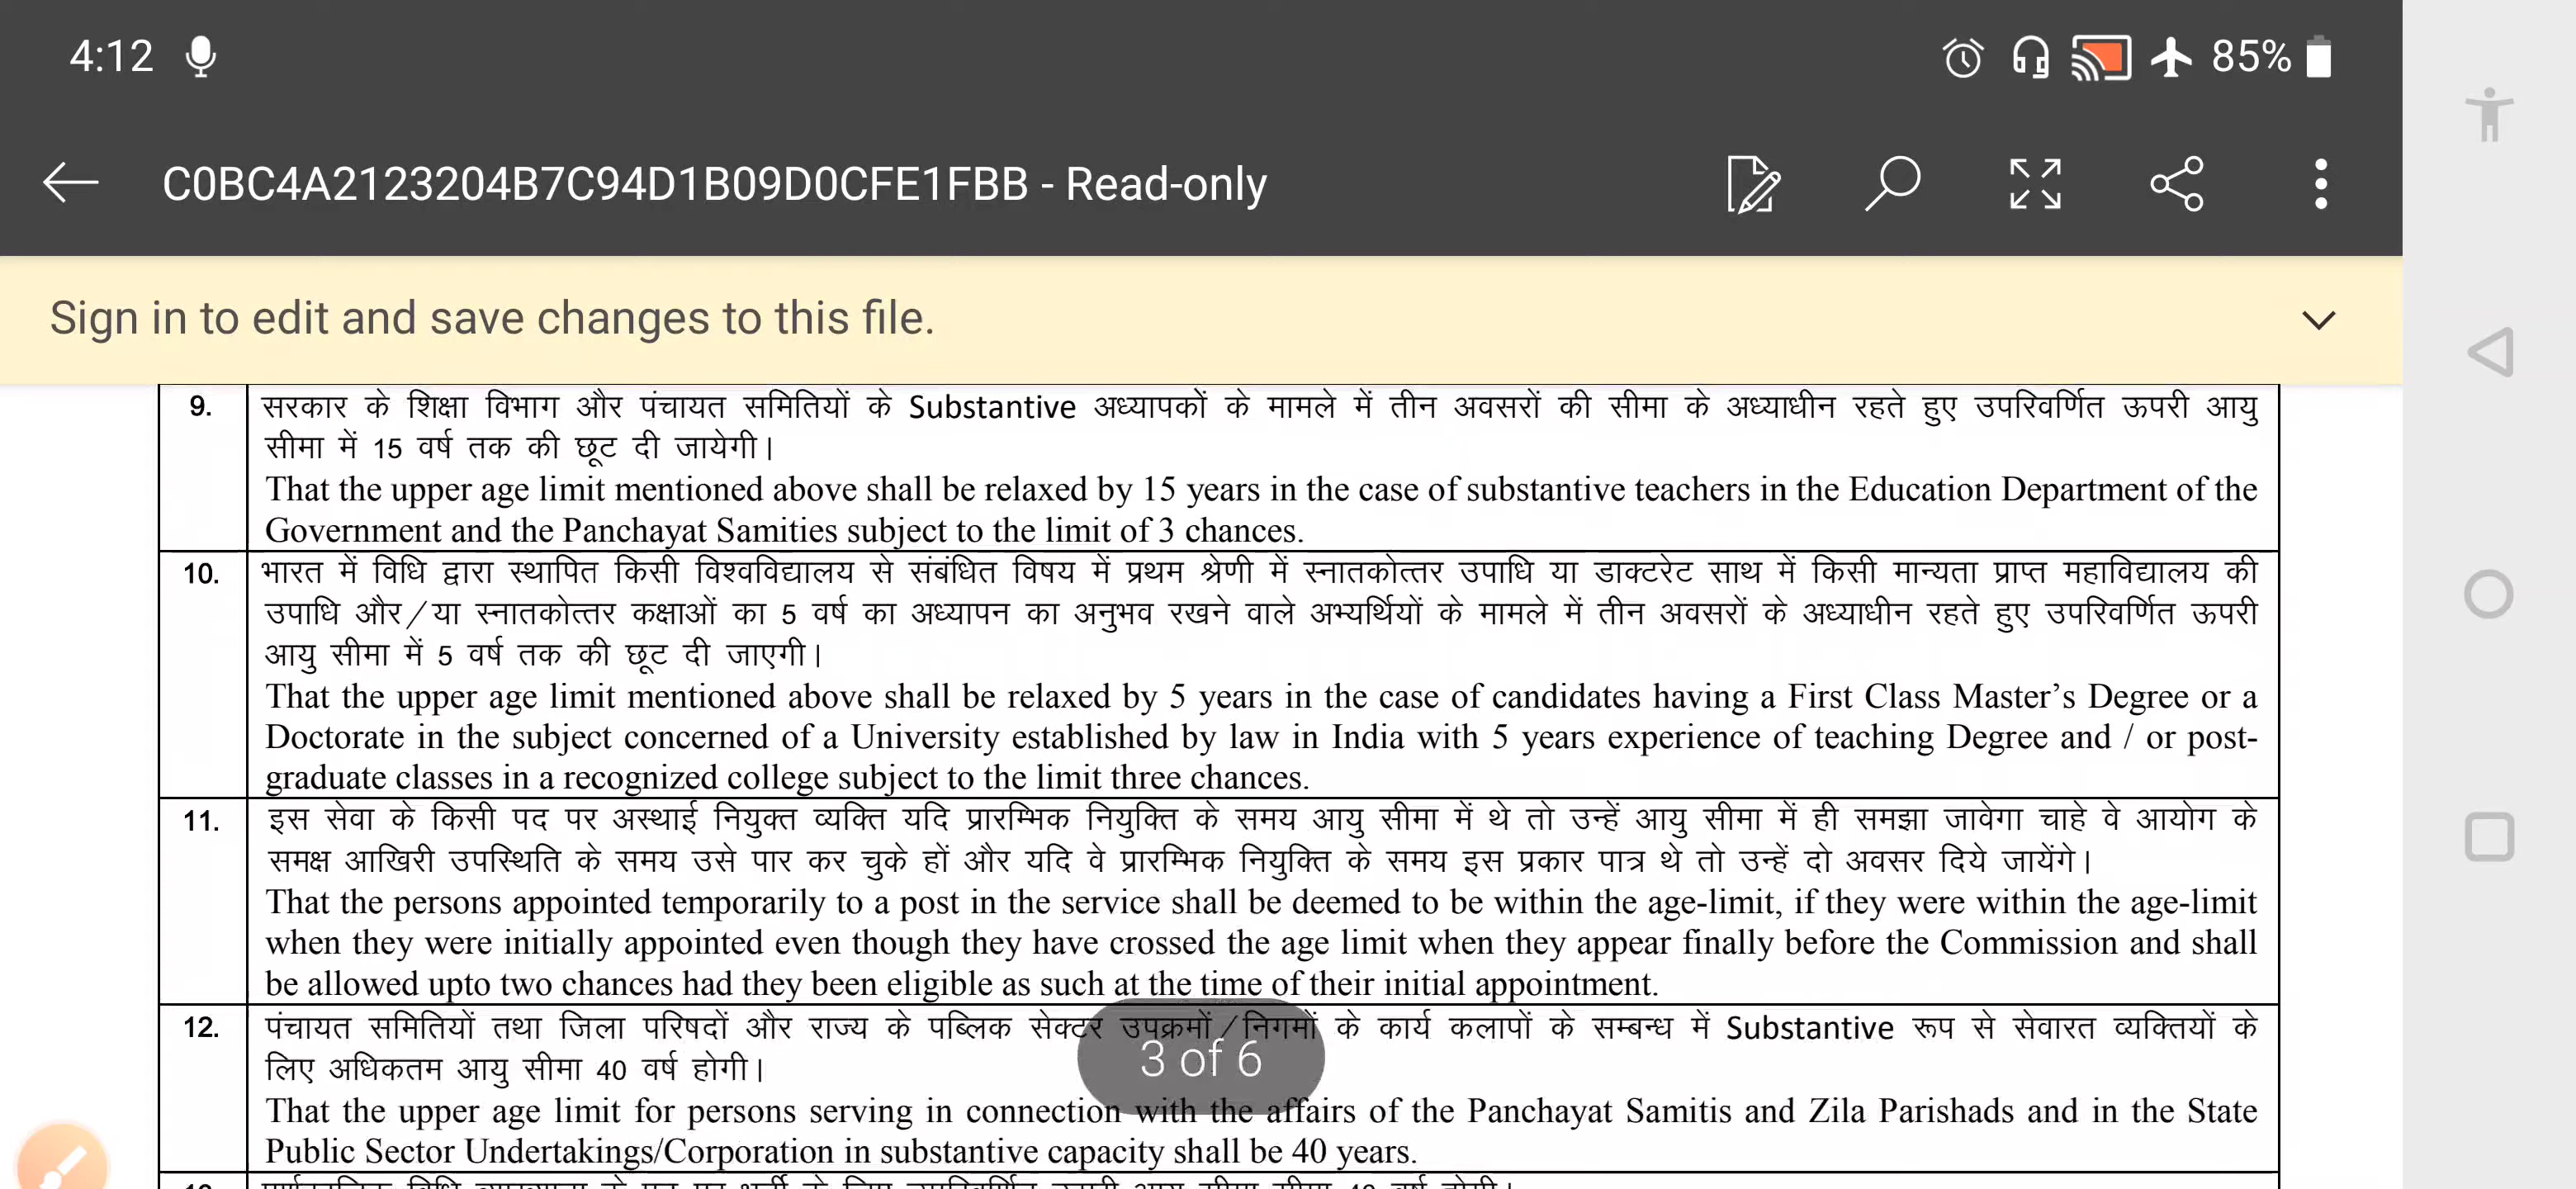 4:12
85%
C0BC4A2123204B7C94D1B09D0CFE1FBB - Read-only
Sign in to edit and save changes to this file.
9. सरकार के शिक्षा विभाग और पंचायत समितियों के Substantive अध्यापकों के मामले में तीन अवसरों की सीमा के अध्याधीन रहते हुए उपरिवर्णित ऊपरी आयु
सीमा में 15 वर्ष तक की छूट दी जायेगी।
That the upper age limit mentioned above shall be relaxed by 15 years in the case of substantive teachers in the Education Department of the
Government and the Panchayat Samities subject to the limit of 3 chances.
10. भारत में विधि द्वारा स्थापित किसी विश्वविद्यालय से संबंधित विषय में प्रथम श्रेणी में स्नातकोत्तर उपाधि या डाक्टरेट साथ में किसी मान्यता प्राप्त महाविद्यालय की
उपाधि और/या स्नातकोत्तर कक्षाओं का 5 वर्ष का अध्यापन का अनुभव रखने वाले अभ्यर्थियों के मामले में तीन अवसरों के अध्याधीन रहते हुए उपरिवर्णित ऊपरी
आयु सीमा में 5 वर्ष तक की छूट दी जाएगी।
That the upper age limit mentioned above shall be relaxed by 5 years in the case of candidates having a First Class Master's Degree or a
Doctorate in the subject concerned of a University established by law in India with 5 years experience of teaching Degree and / or post-
graduate classes in a recognized college subject to the limit three chances.
11. इस सेवा के किसी पद पर अस्थाई नियुक्त व्यक्ति यदि प्रारम्भिक नियुक्ति के समय आयु सीमा में थे तो उन्हें आयु सीमा में ही समझा जावेगा चाहे वे आयोग के
समक्ष आखिरी उपस्थिति के समय उसे पार कर चुके हों और यदि वे प्रारम्भिक नियुक्ति के समय इस प्रकार पात्र थे तो उन्हें दो अवसर दिये जायेंगे।
That the persons appointed temporarily to a post in the service shall be deemed to be within the age-limit, if they were within the age-limit
when they were initially appointed even though they have crossed the age limit when they appear finally before the Commission and shall
be allowed upto two chances had they been eligible as such at the time of their initial appointment.
12. पंचायत समितियों तथा जिला परिषदों और राज्य के पब्लिक सेक्टर उपक्रमों/निगमों के कार्य कलापों के सम्बन्ध में Substantive रूप से सेवारत व्यक्तियों के
लिए अधिकतम आयु सीमा 40 वर्ष होगी।
3 of 6
That the upper age limit for persons serving in connection with the affairs of the Panchayat Samitis and Zila Parishads and in the State
Public Sector Undertakings/Corporation in substantive capacity shall be 40 years.